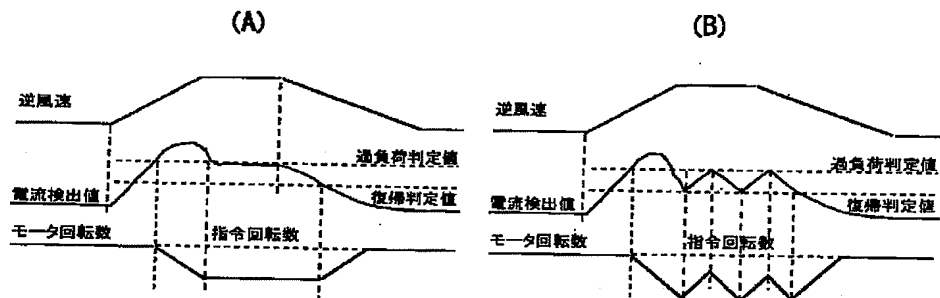 (A)
逆風速
過負荷判定値
電流検出値
復帰判定値
モータ回転数
指令回転数
(B)
逆風速
過負荷判定値
電流検出値
復帰判定値
モータ回転数
指令回転数